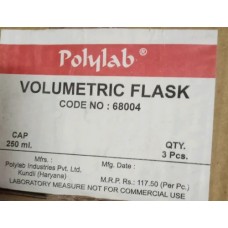 Polylab®
VOLUMETRIC FLASK
CODE NO : 68004
CAP
250 ml.
QTY.
3 Pcs.
Mfrs :
Polylab Industries Pvt. Ltd.
Kundli (Haryana)
Mfg. Date :
M.R.P. Rs.: 117.50 (Per Pc.)
LABORATORY MEASURE NOT FOR COMMERCIAL USE